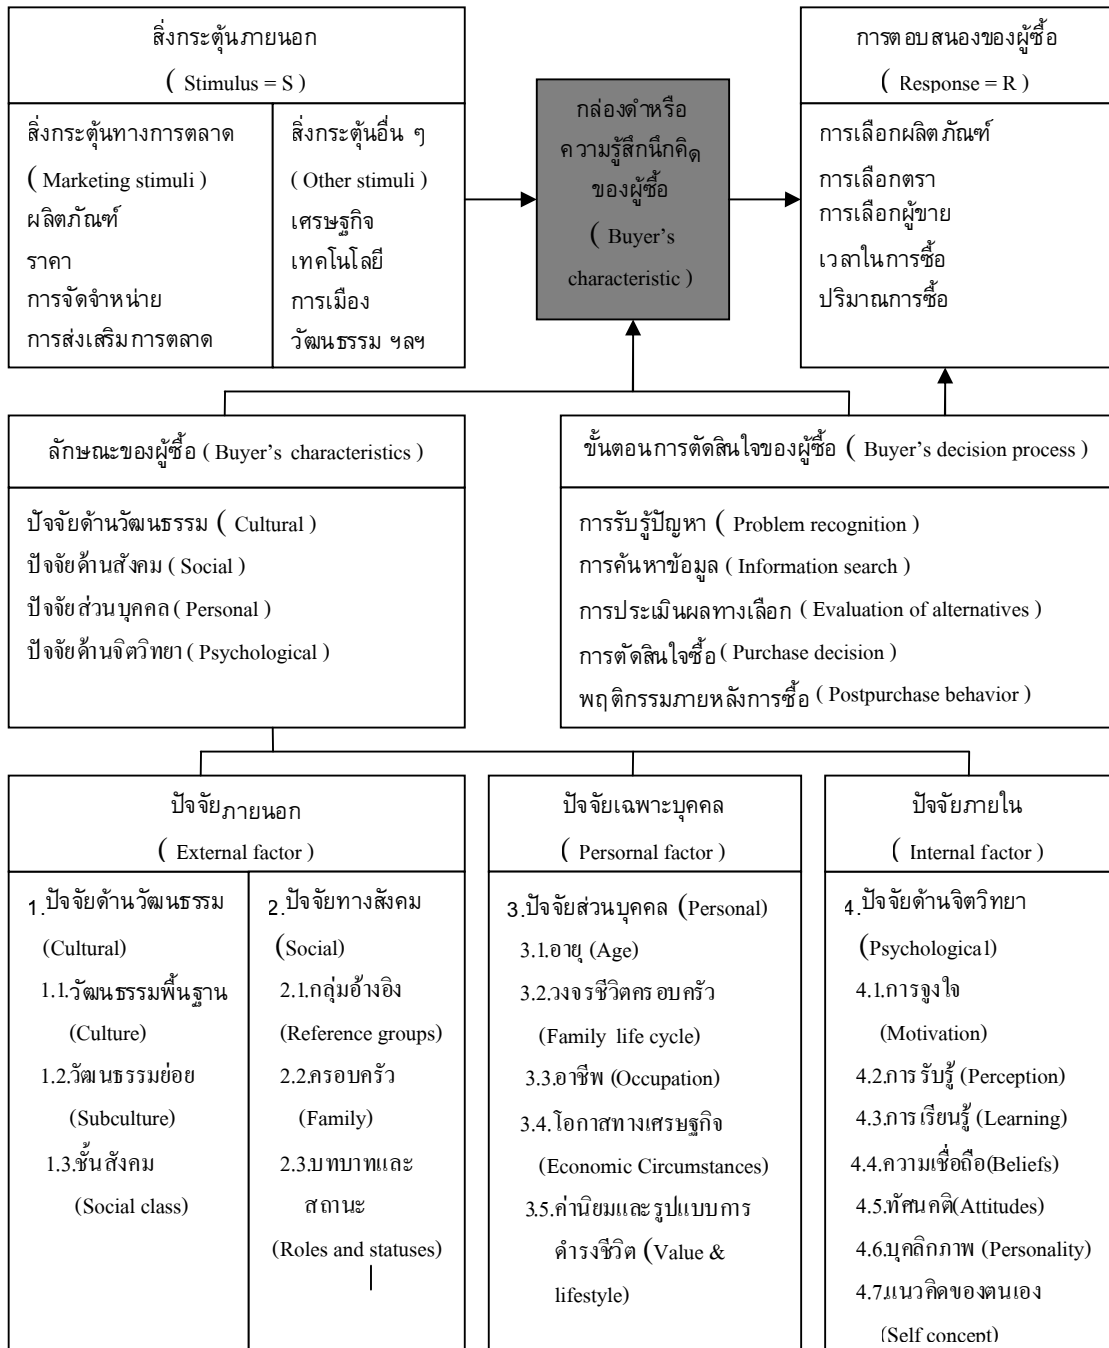 สิ่งกระตุ้นภายนอก
( Stimulus = S )
สิ่งกระตุ้นทางการตลาด
( Marketing stimuli )
ผลิตภัณฑ์
ราคา
การจัดจำหน่าย
การส่งเสริมการตลาด
สิ่งกระตุ้นอื่น ๆ
( Other stimuli )
เศรษฐกิจ
เทคโนโลยี
การเมือง
วัฒนธรรม ฯลฯ
กล่องดำหรือ
ความรู้สึกนึกคิด
ของผู้ซื้อ
( Buyer's
characteristic )
การตอบสนองของผู้ซื้อ
( Response = R )
การเลือกผลิตภัณฑ์
การเลือกตรา
การเลือกผู้ขาย
เวลาในการซื้อ
ปริมาณการซื้อ
ลักษณะของผู้ซื้อ ( Buyer's characteristics )
ปัจจัยด้านวัฒนธรรม ( Cultural )
ปัจจัยด้านสังคม ( Social )
ปัจจัยส่วนบุคคล ( Personal )
ปัจจัยด้านจิตวิทยา ( Psychological )
ขั้นตอนการตัดสินใจของผู้ซื้อ ( Buyer's decision process )
การรับรู้ปัญหา ( Problem recognition )
การค้นหาข้อมูล ( Information search )
การประเมินผลทางเลือก ( Evaluation of alternatives )
การตัดสินใจซื้อ ( Purchase decision )
พฤติกรรมภายหลังการซื้อ ( Postpurchase behavior )
ปัจจัยภายนอก
( External factor )
1.ปัจจัยด้านวัฒนธรรม
(Cultural)
1.1.วัฒนธรรมพื้นฐาน
(Culture)
1.2.วัฒนธรรมย่อย
(Subculture)
1.3.ชั้นสังคม
(Social class)
2.ปัจจัยทางสังคม
(Social)
2.1.กลุ่มอ้างอิง
(Reference groups)
2.2.ครอบครัว
(Family)
2.3.บทบาทและ
สถานะ
(Roles and statuses)
ปัจจัยเฉพาะบุคคล
( Persornal factor )
3.ปัจจัยส่วนบุคคล (Personal)
3.1.อายุ (Age)
3.2.วงจรชีวิตครอบครัว
(Family life cycle)
3.3.อาชีพ (Occupation)
3.4.โอกาสทางเศรษฐกิจ
(Economic Circumstances)
3.5.ค่านิยมและรูปแบบการ
ดำรงชีวิต (Value &
lifestyle)
ปัจจัยภายใน
( Internal factor )
4.ปัจจัยด้านจิตวิทยา
(Psychological)
4.1.การจูงใจ
(Motivation)
4.2.การรับรู้ (Perception)
4.3.การเรียนรู้ (Learning)
4.4.ความเชื่อถือ(Beliefs)
4.5.ทัศนคติ(Attitudes)
4.6.บุคลิกภาพ (Personality)
4.7.แนวคิดของตนเอง
(Self concept)